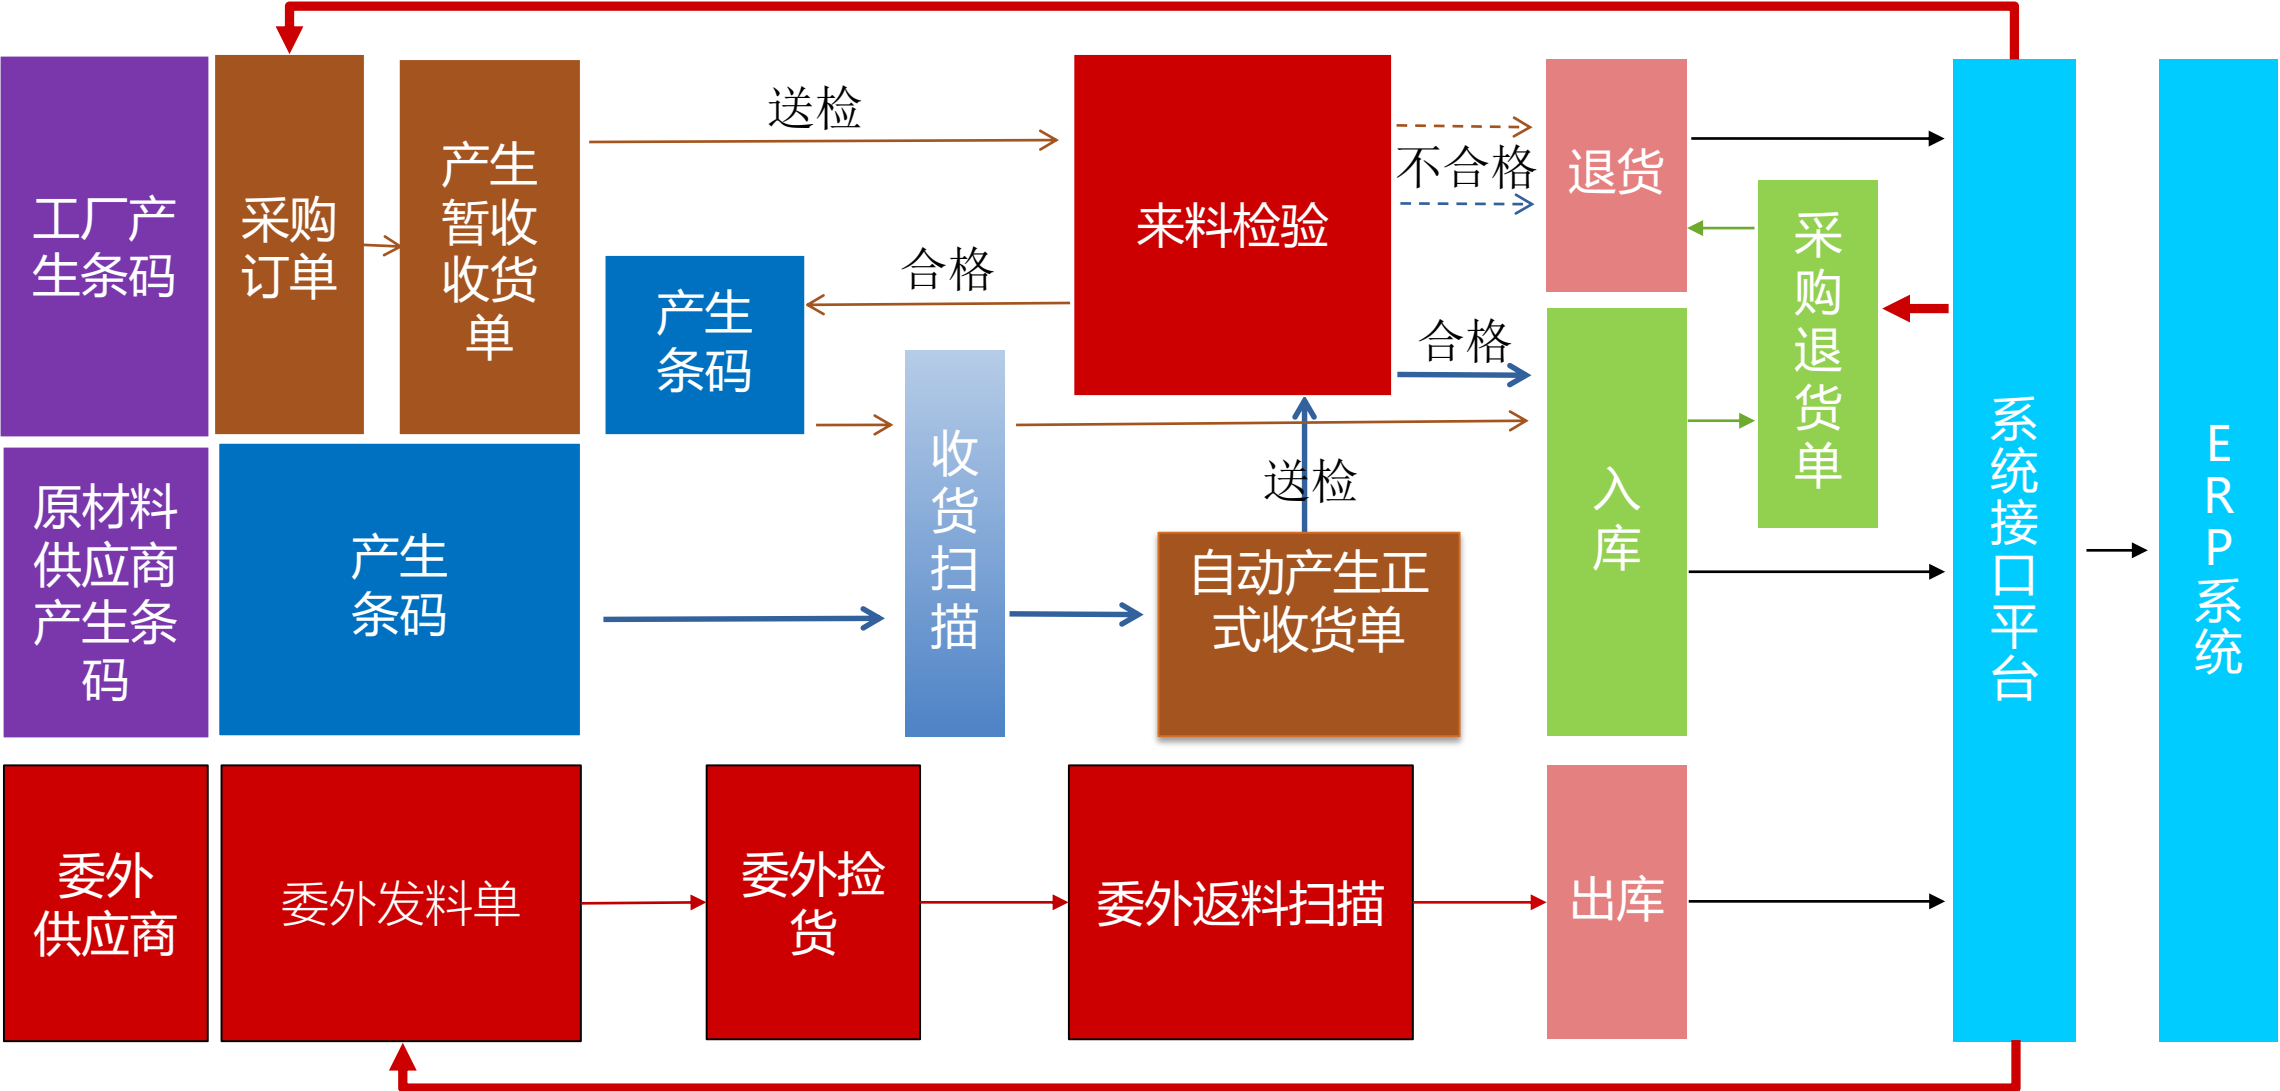 工厂产
生条码
采购
订单
产生
暂收
收货
单
送检
来料检验
不合格
退货
合格
产生
条码
合格
采
购
退
货
单
收
货
扫
描
送检
入
库
系
统
接
口
平
台
E
R
P
系
统
原材料
供应商
产生条
码
产生
条码
自动产生正
式收货单
委外
供应商
委外发料单
委外捡
货
委外返料扫描
出库